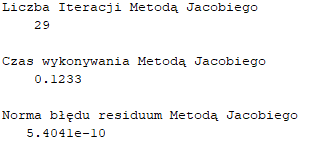 Liczba Iteracji Metodą Jacobiego
29
Czas wykonywania Metodą Jacobiego
0.1233
Norma błędu residuum Metodą Jacobiego
5.4041e-10